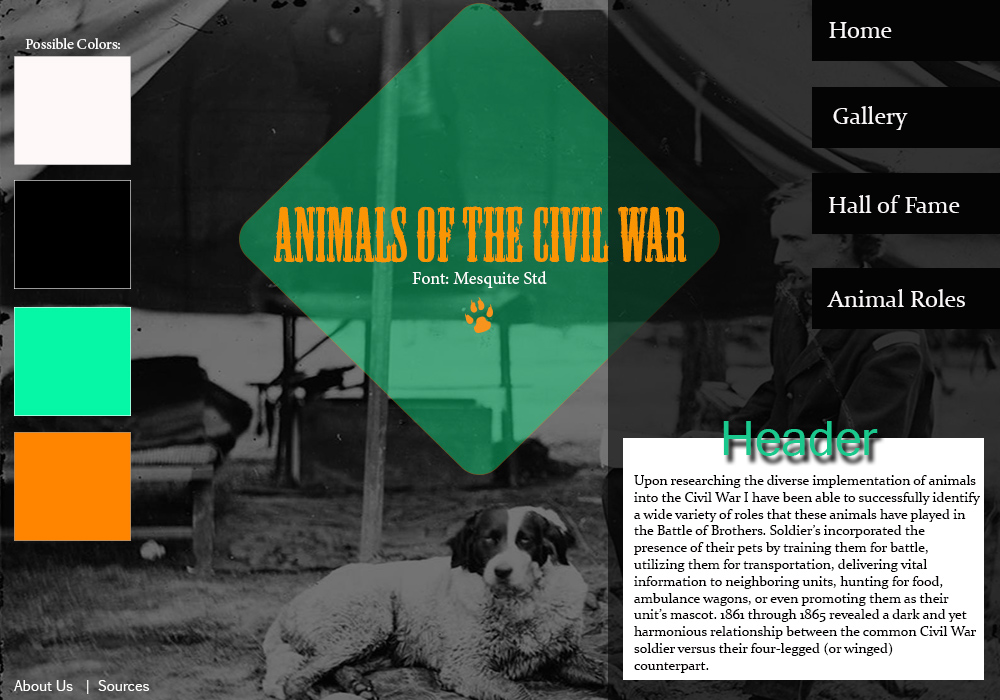 Possible Colors:
Home
Gallery
Hall of Fame
Animal Roles
ANIMALS OF THE CIVIL WAR
Font: Mesquite Std
Header
Upon researching the diverse implementation of animals
into the Civil War I have been able to successfully identify
a wide variety of roles that these animals have played in
the Battle of Brothers. Soldier's incorporated the
presence of their pets by training them for battle,
utilizing them for transportation, delivering vital
information to neighboring units, hunting for food,
ambulance wagons, or even promoting them as their
unit's mascot. 1861 through 1865 revealed a dark and yet
harmonious relationship between the common Civil War
soldier versus their four-legged (or winged)
counterpart.
About Us | Sources